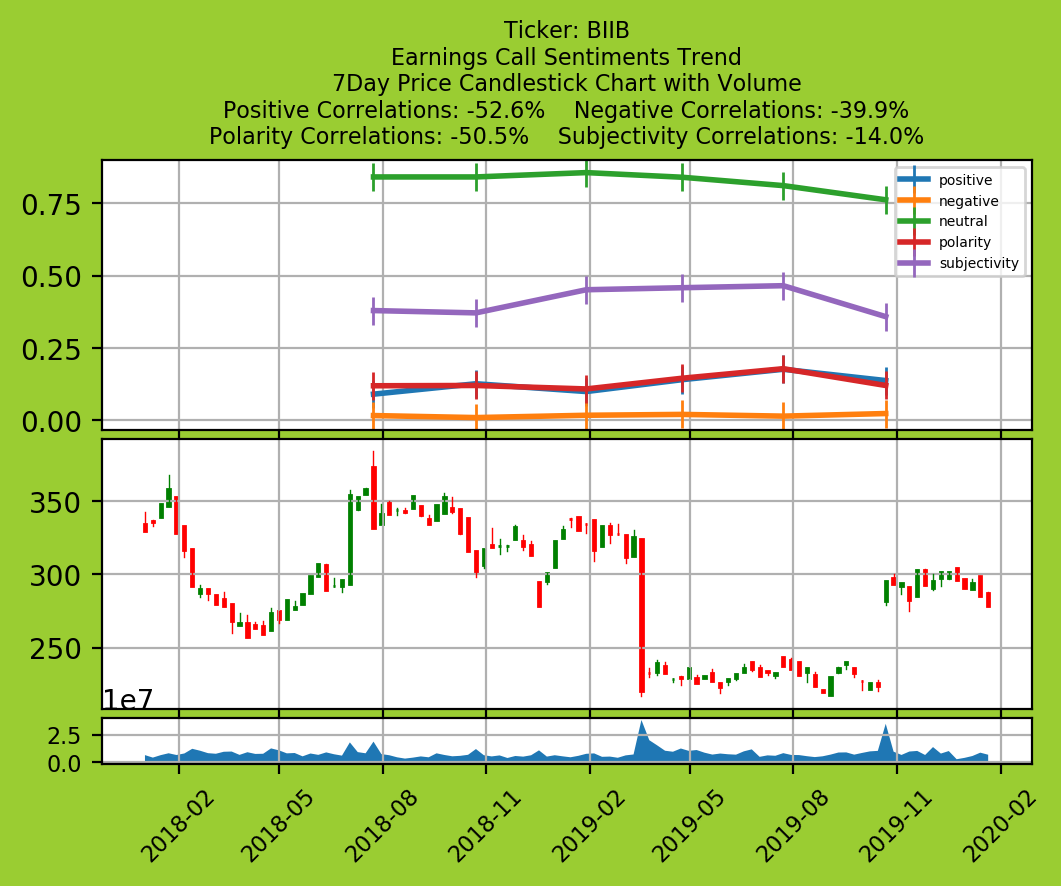 Ticker: BIIB
Earnings Call Sentiments Trend
7Day Price Candlestick Chart with Volume
Positive Correlations: -52.6%    Negative Correlations: -39.9%
Polarity Correlations: -50.5%    Subjectivity Correlations: -14.0%
positive
negative
neutral
polarity
subjectivity
0.75
0.50
0.25
0.00
350
300
250
1e7
2.5
0.0
2018-02
2018-05
2018-08
2018-11
2019-02
2019-05
2019-08
2019-11
2020-02